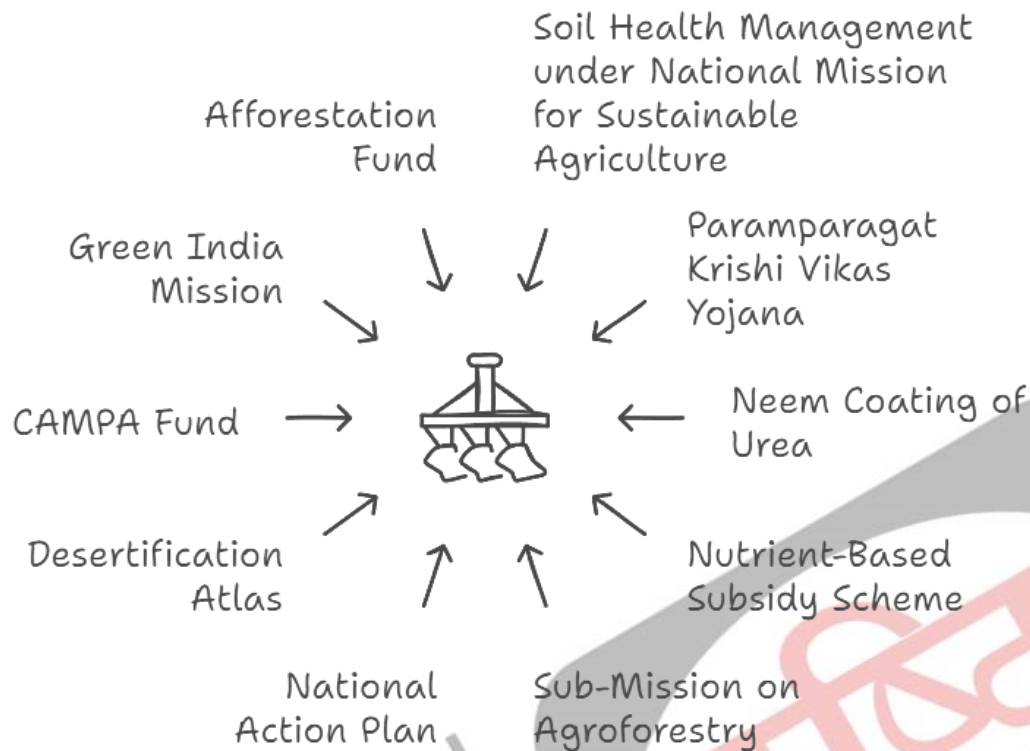 Soil Health Management
under National Mission
for Sustainable
Agriculture
Afforestation
Fund
Paramparagat
Krishi Vikas
Yojana
Green India
Mission
Neem Coating of
Urea
CAMPA Fund
Nutrient-Based
Subsidy Scheme
Desertification
Atlas
Sub-Mission on
Agroforestry
National
Action Plan